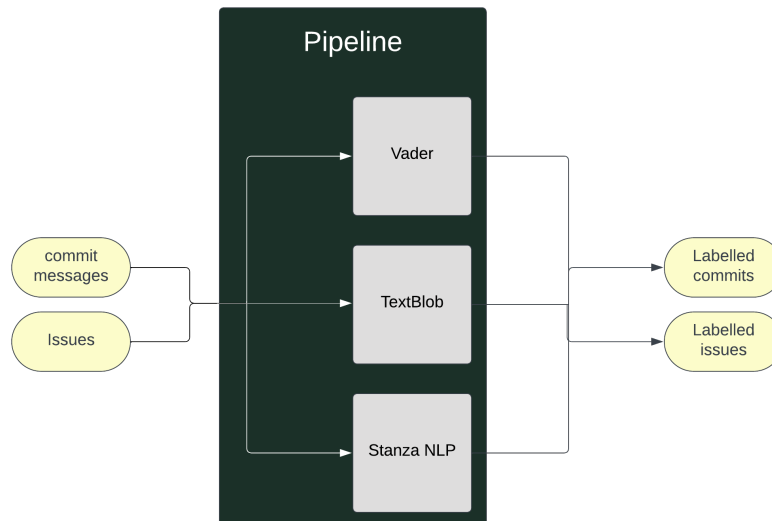 Pipeline
Vader
commit
messages
Issues
TextBlob
Stanza NLP
Labelled
commits
Labelled
issues